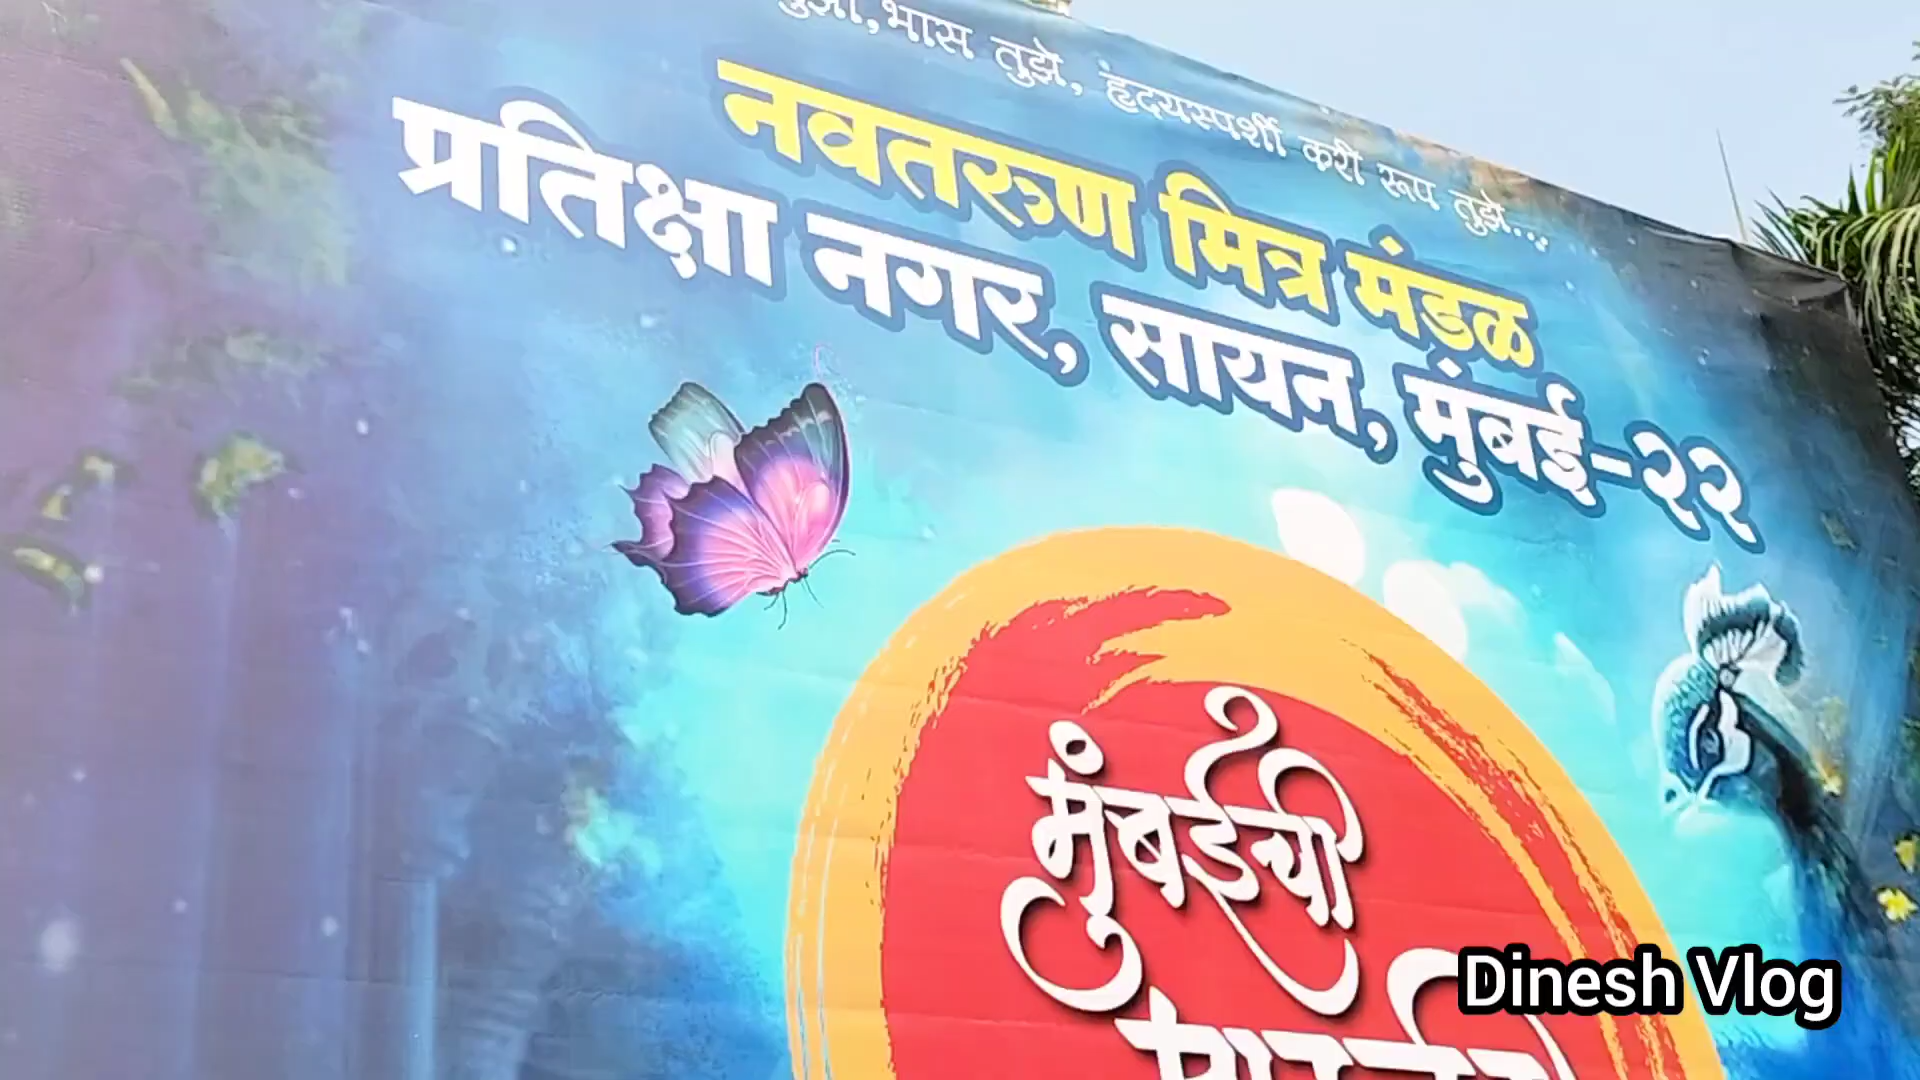 भास तुझे, हृदयस्पर्शी करी रूप तुझे...
नवतरुण मित्र मंडळ
प्रतिक्षा नगर, सायन, मुंबई-२२
मुंबईची
Dinesh Vlog